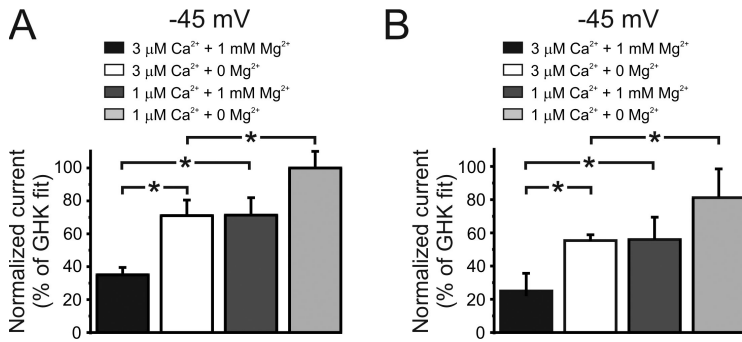 A
-45 mV
3 μM Ca²⁺ + 1 mM Mg²⁺
3 μM Ca²⁺ + 0 Mg²⁺
1 μM Ca²⁺ + 1 mM Mg²⁺
1 μM Ca²⁺ + 0 Mg²⁺
Normalized current
(% of GHK fit)
100
80
60
40
20
0
*
*
*
B
-45 mV
3 μM Ca²⁺ + 1 mM Mg²⁺
3 μM Ca²⁺ + 0 Mg²⁺
1 μM Ca²⁺ + 1 mM Mg²⁺
1 μM Ca²⁺ + 0 Mg²⁺
Normalized current
(% of GHK fit)
100
80
60
40
20
0
*
*
*